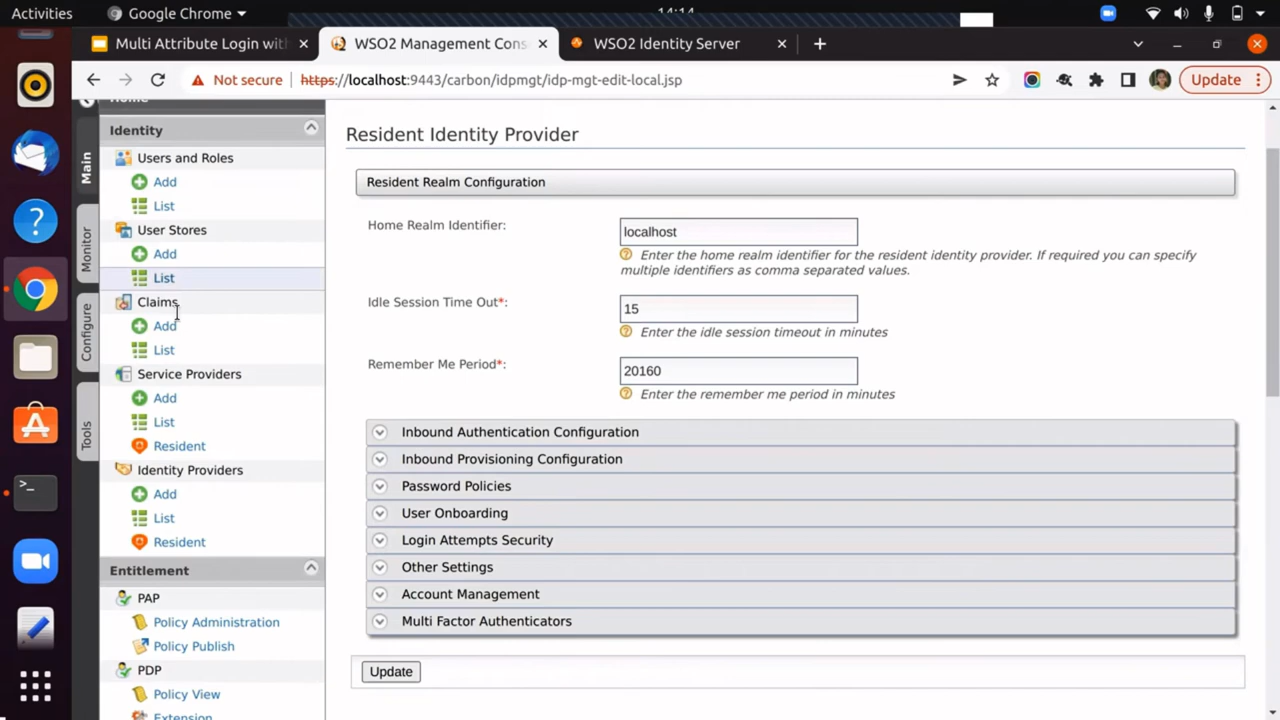 Activities
Google Chrome
14:14
Multi Attribute Login with
WSO2 Management Cons
WSO2 Identity Server
Not secure
https://localhost:9443/carbon/idpmgt/idp-mgt-edit-local.jsp
Update
Home
Main
Monitor
Configure
Tools
Identity
Users and Roles
Add
List
User Stores
Add
List
Claims
Add
List
Service Providers
Add
List
Resident
Identity Providers
Add
List
Resident
Entitlement
PAP
Policy Administration
Policy Publish
PDP
Policy View
Extension
Resident Identity Provider
Resident Realm Configuration
Home Realm Identifier:
localhost
Enter the home realm identifier for the resident identity provider. If required you can specify
multiple identifiers as comma separated values.
Idle Session Time Out*:
15
Enter the idle session timeout in minutes
Remember Me Period*:
20160
Enter the remember me period in minutes
Inbound Authentication Configuration
Inbound Provisioning Configuration
Password Policies
User Onboarding
Login Attempts Security
Other Settings
Account Management
Multi Factor Authenticators
Update